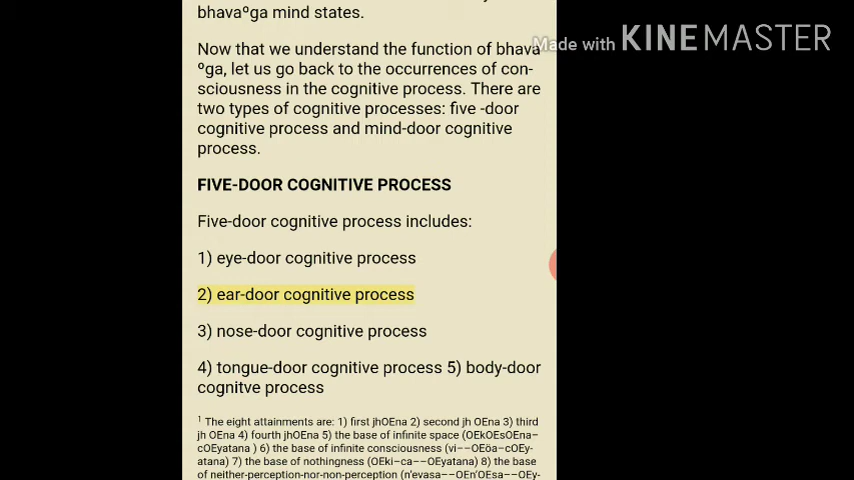 bhavaºga mind states.
Now that we understand the function of bhava
ºga, let us go back to the occurrences of con-
sciousness in the cognitive process. There are
two types of cognitive processes: five -door
cognitive process and mind-door cognitive
process.
FIVE-DOOR COGNITIVE PROCESS
Five-door cognitive process includes:
1) eye-door cognitive process
2) ear-door cognitive process
3) nose-door cognitive process
4) tongue-door cognitive process 5) body-door
cognitve process
1 The eight attainments are: 1) first jhOEna 2) second jh OEna 3) third
jh OEna 4) fourth jhOEna 5) the base of infinite space (OEkOEsOEna–
cOEyatana ) 6) the base of infinite consciousness (vi––OEöa–cOEy-
atana) 7) the base of nothingness (OEki–ca––OEyatana) 8) the base
of neither-perception-nor-non-perception (n'evasa––OEn'OEsa––OEy-
Made with KINEMASTER